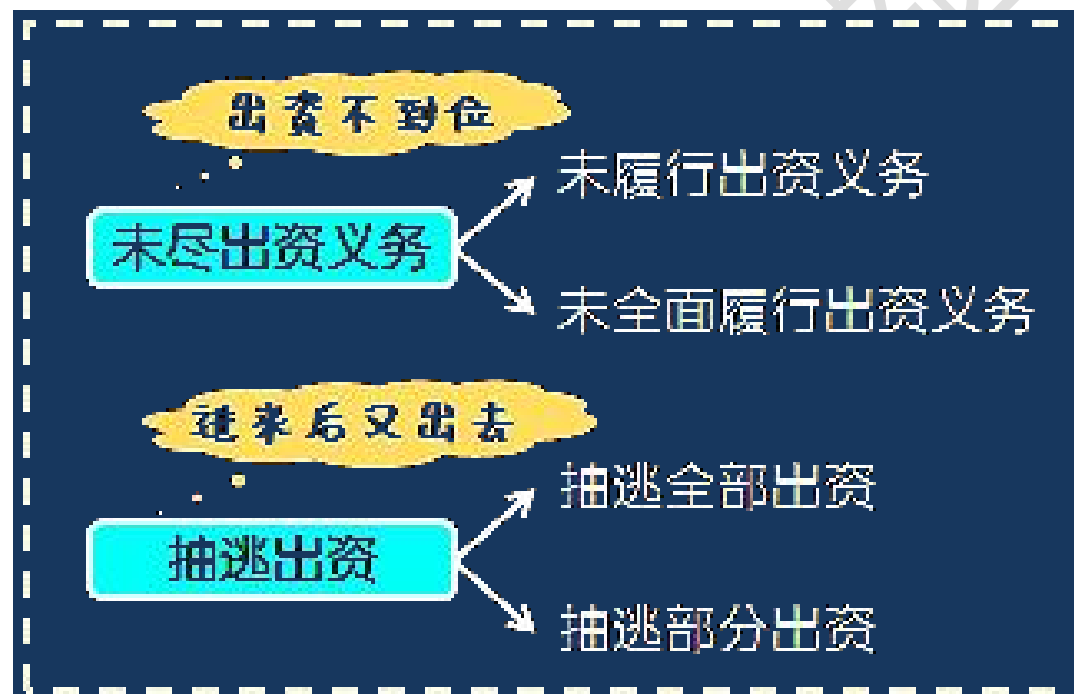 出资不到位
未履行出资义务
未尽出资义务
未全面履行出资义务
进来后又出去
抽逃全部出资
抽逃出资
抽逃部分出资